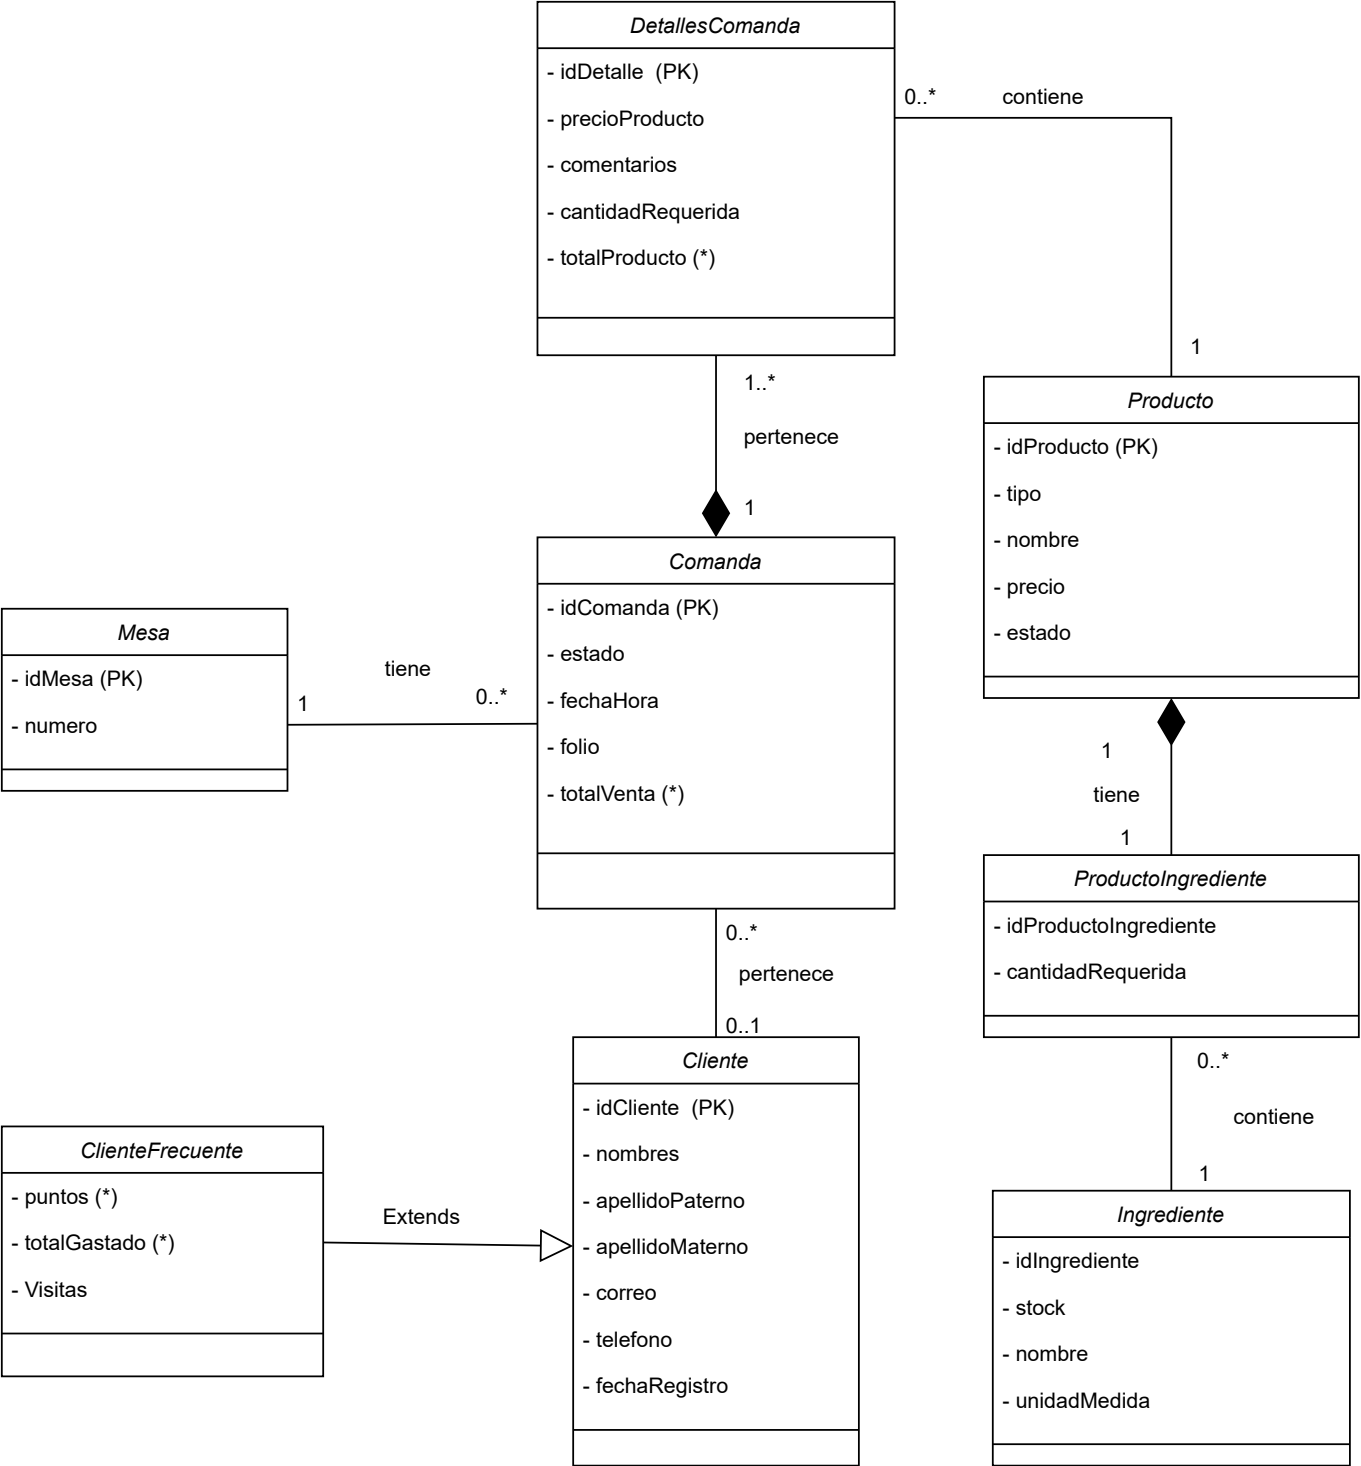 DetallesComanda
- idDetalle  (PK)
- precioProducto
- comentarios
- cantidadRequerida
- totalProducto (*)
0..*
contiene
1
1..*
pertenece
1
Producto
- idProducto (PK)
- tipo
- nombre
- precio
- estado
Comanda
- idComanda (PK)
- estado
- fechaHora
- folio
- totalVenta (*)
Mesa
- idMesa (PK)
- numero
tiene
1
0..*
1
tiene
1
ProductoIngrediente
- idProductoIngrediente
- cantidadRequerida
0..*
pertenece
0..1
Cliente
- idCliente  (PK)
- nombres
- apellidoPaterno
- apellidoMaterno
- correo
- telefono
- fechaRegistro
ClienteFrecuente
- puntos (*)
- totalGastado (*)
- Visitas
Extends
0..*
contiene
1
Ingrediente
- idIngrediente
- stock
- nombre
- unidadMedida